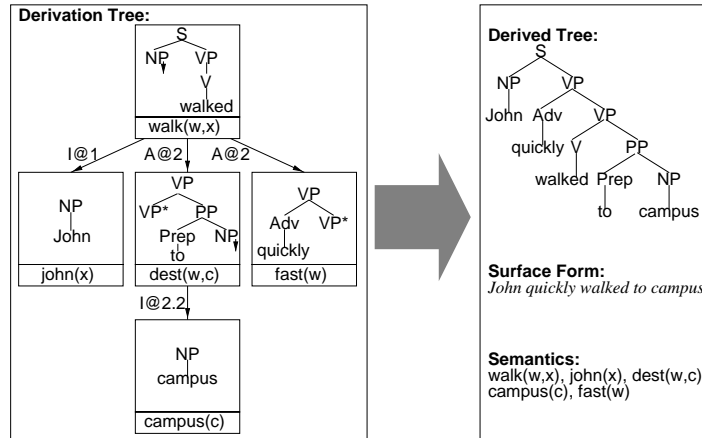 Derivation Tree:
S
NP VP
V
walked
walk(w,x)
I@1 A@2 A@2
NP
John
john(x)
VP
VP* PP
Prep NP
to
dest(w,c)
VP
Adv VP*
quickly
fast(w)
I@2.2
NP
campus
campus(c)
Derived Tree:
S
NP VP
John Adv VP
quickly V PP
walked Prep NP
to campus
Surface Form:
John quickly walked to campus
Semantics:
walk(w,x), john(x), dest(w,c)
campus(c), fast(w)